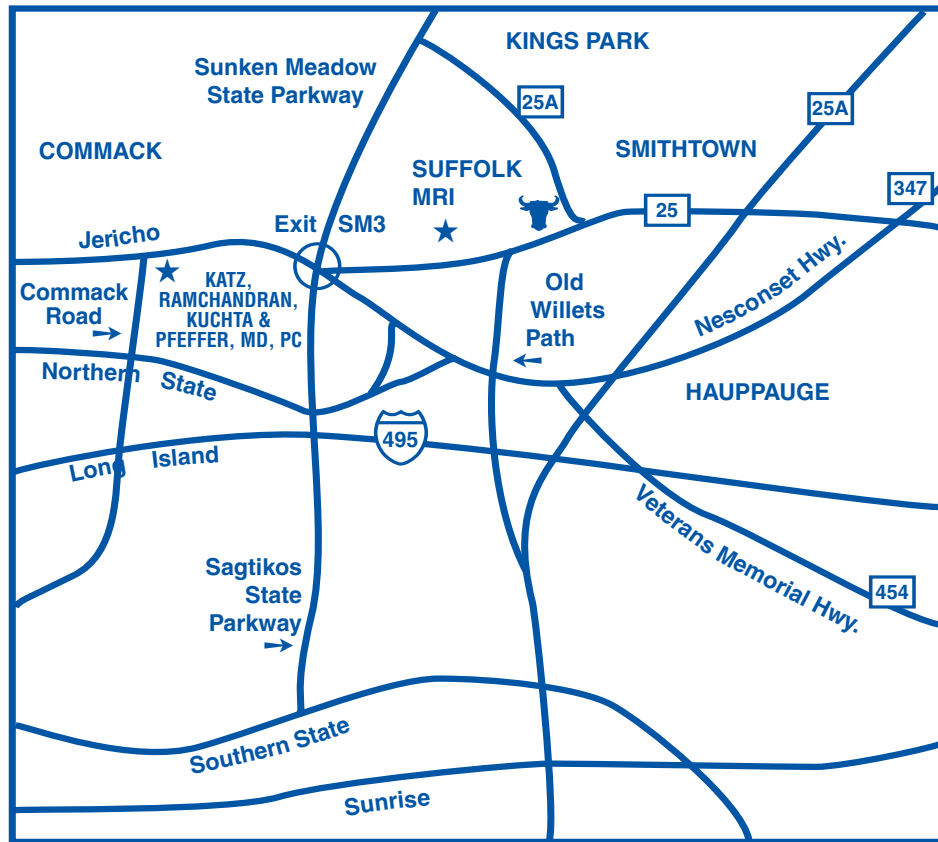 KINGS PARK
Sunken Meadow
State Parkway
25A
25A
COMMACK
SMITHTOWN
SUFFOLK
MRI
347
25
Exit SM3
Jericho
KATZ,
RAMCHANDRAN,
KUCHTA &
PFEFFER, MD, PC
Commack
Road
Old
Willets
Path
Nesconset Hwy.
Northern State
HAUPPAUGE
495
Long Island
Veterans Memorial Hwy.
454
Sagtikos
State
Parkway
Southern State
Sunrise